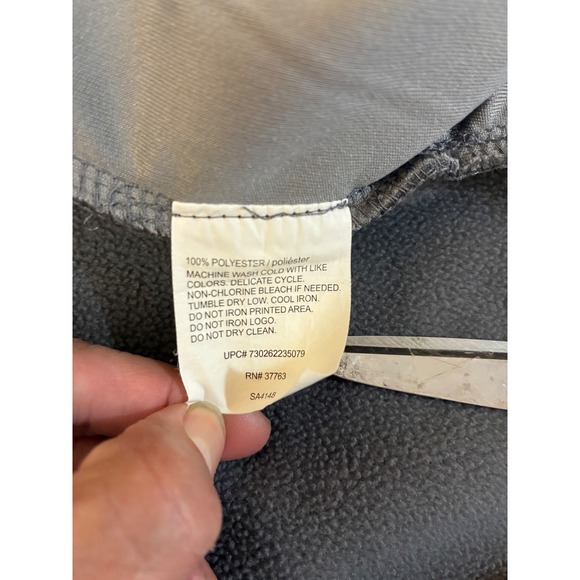 100% POLYESTER / poliéster
MACHINE WASH COLD WITH LIKE
COLORS. DELICATE CYCLE.
NON-CHLORINE BLEACH IF NEEDED.
TUMBLE DRY LOW. COOL IRON.
DO NOT IRON PRINTED AREA.
DO NOT IRON LOGO.
DO NOT DRY CLEAN.
UPC# 730262235079
RN# 37763
SA4148